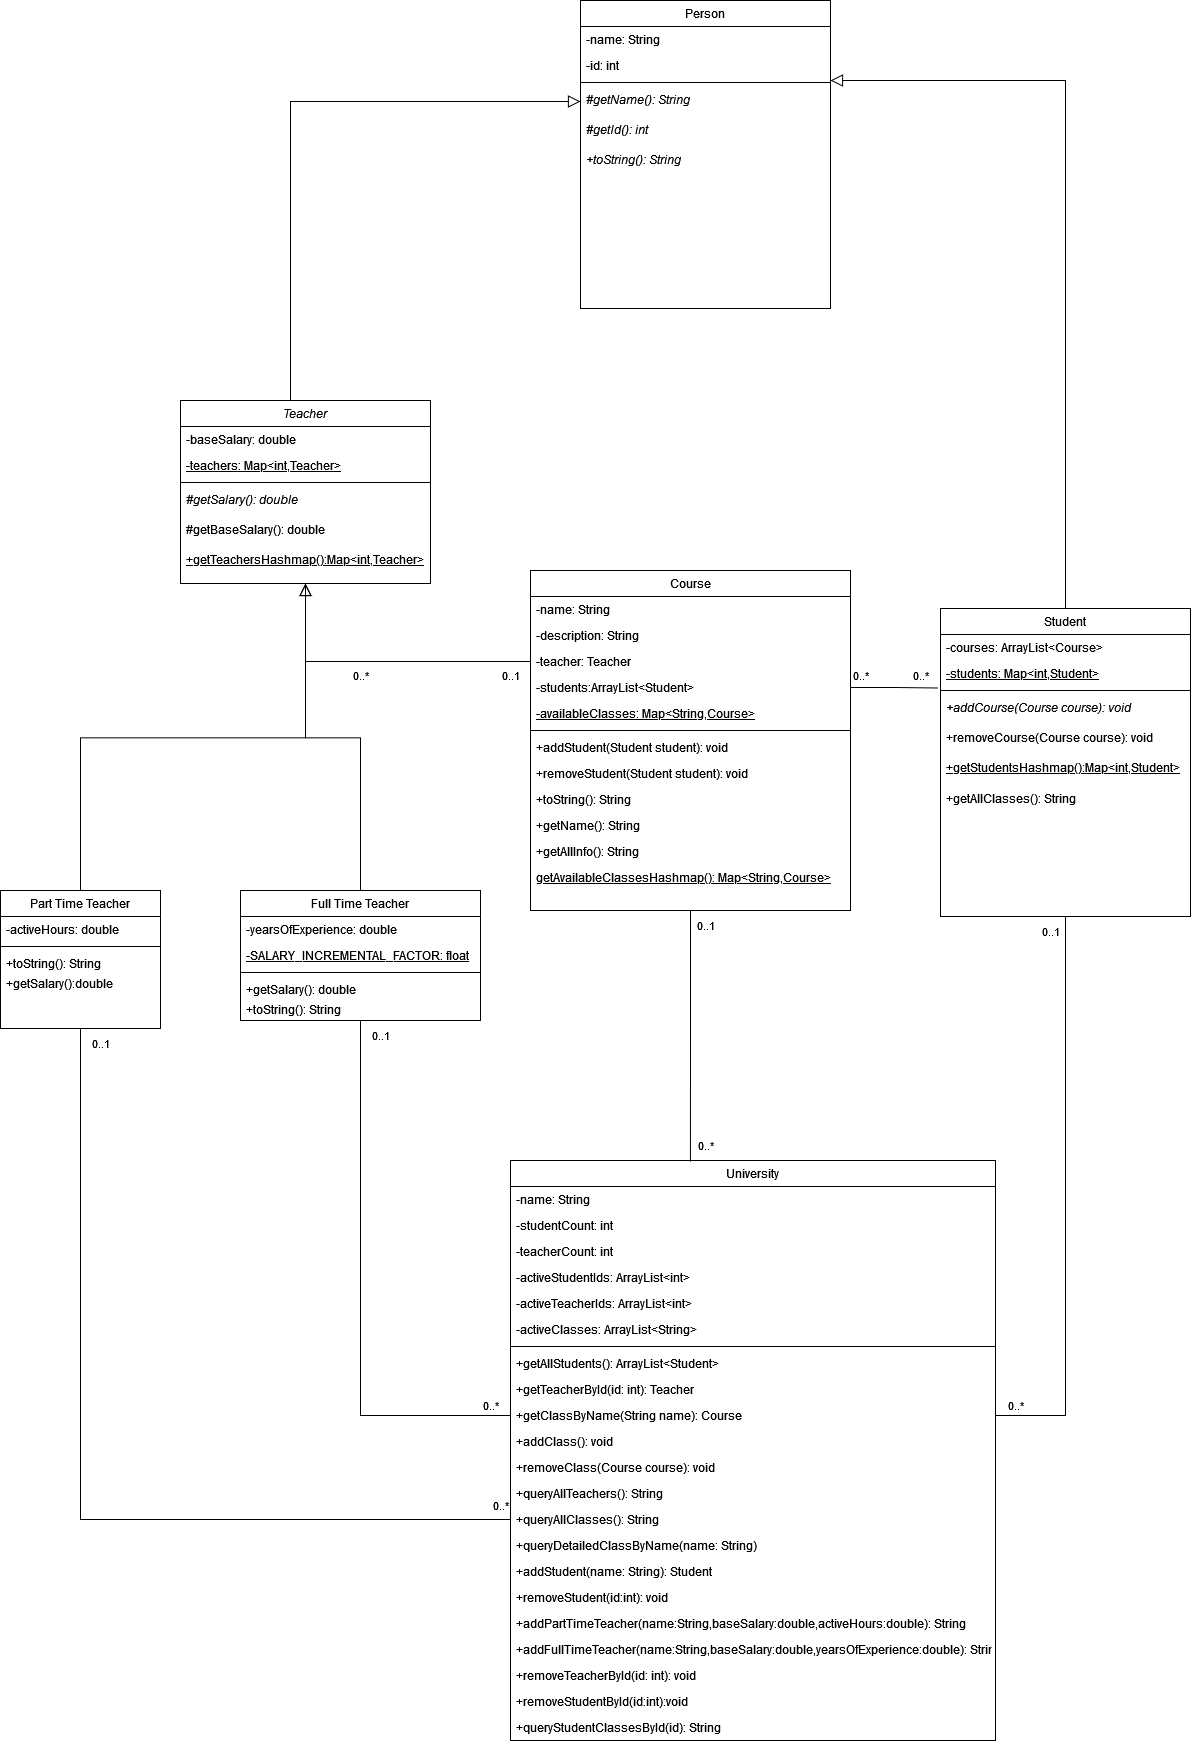 Person
-name: String
-id: int
#getName(): String
#getId(): int
+toString(): String
Teacher
-baseSalary: double
-teachers: Map<int,Teacher>
#getSalary(): double
#getBaseSalary(): double
+getTeachersHashmap():Map<int,Teacher>
0..*
0..1
Course
-name: String
-description: String
-teacher: Teacher
-students:ArrayList<Student>
-availableClasses: Map<String,Course>
+addStudent(Student student): void
+removeStudent(Student student): void
+toString(): String
+getName(): String
+getAllInfo(): String
getAvailableClassesHashmap(): Map<String,Course>
0..*
0..*
Student
-courses: ArrayList<Course>
-students: Map<int,Student>
+addCourse(Course course): void
+removeCourse(Course course): void
+getStudentsHashmap():Map<int,Student>
+getAllClasses(): String
Part Time Teacher
-activeHours: double
+toString(): String
+getSalary():double
0..1
Full Time Teacher
-yearsOfExperience: double
-SALARY_INCREMENTAL_FACTOR: float
+getSalary(): double
+toString(): String
0..1
0..1
0..1
0..*
University
-name: String
-studentCount: int
-teacherCount: int
-activeStudentIds: ArrayList<int>
-activeTeacherIds: ArrayList<int>
-activeClasses: ArrayList<String>
+getAllStudents(): ArrayList<Student>
+getTeacherById(id: int): Teacher
+getClassByName(String name): Course
+addClass(): void
+removeClass(Course course): void
+queryAllTeachers(): String
+queryAllClasses(): String
+queryDetailedClassByName(name: String)
+addStudent(name: String): Student
+removeStudent(id:int): void
+addPartTimeTeacher(name:String,baseSalary:double,activeHours:double): String
+addFullTimeTeacher(name:String,baseSalary:double,yearsOfExperience:double): Strin
+removeTeacherById(id: int): void
+removeStudentById(id:int):void
+queryStudentClassesById(id): String
0..*
0..*
0..*